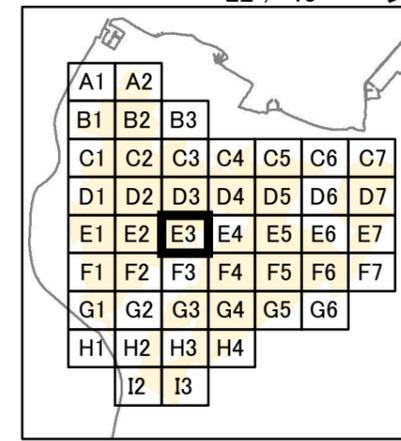 A1 A2
B1 B2 B3
C1 C2 C3 C4 C5 C6 C7
D1 D2 D3 D4 D5 D6 D7
E1 E2 E3 E4 E5 E6 E7
F1 F2 F3 F4 F5 F6 F7
G1 G2 G3 G4 G5 G6
H1 H2 H3 H4
I2 I3